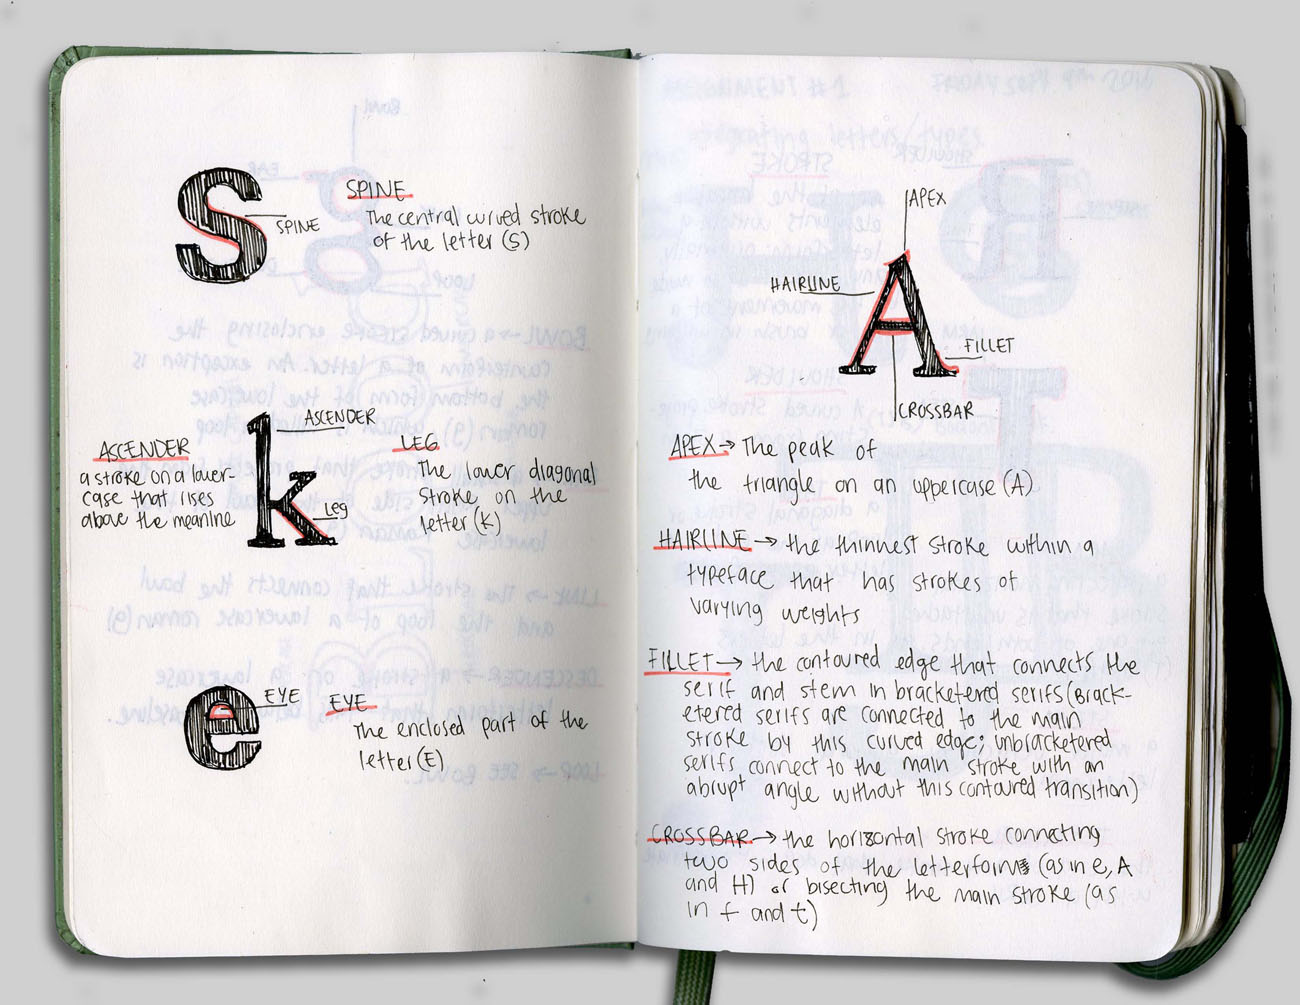 S
SPINE
SPINE
The central curved stroke
of the letter (S)
k
ASCENDER
Leg
ASCENDER
a stroke on a lower-
case that rises
above the meanline
LEG
The lower diagonal
stroke on the
letter (k)
e
EYE
EYE
The enclosed part of the
letter (E)
APEX
HAIRLINE
A
FILLET
CROSSBAR
APEX → The peak of
the triangle on an uppercase (A)
HAIRLINE → the thinnest stroke within a
typeface that has strokes of
varying weights
FILLET → the contoured edge that connects the
serif and stem in bracketered serifs (Brack-
etered serifs are connected to the main
stroke by this curved edge; unbracketered
serifs connect to the main stroke with an
abrupt angle without this contoured transition)
CROSSBAR → the horizontal stroke connecting
two sides of the letterform (as in e, A
and H) or bisecting the main stroke (as
in f and t)